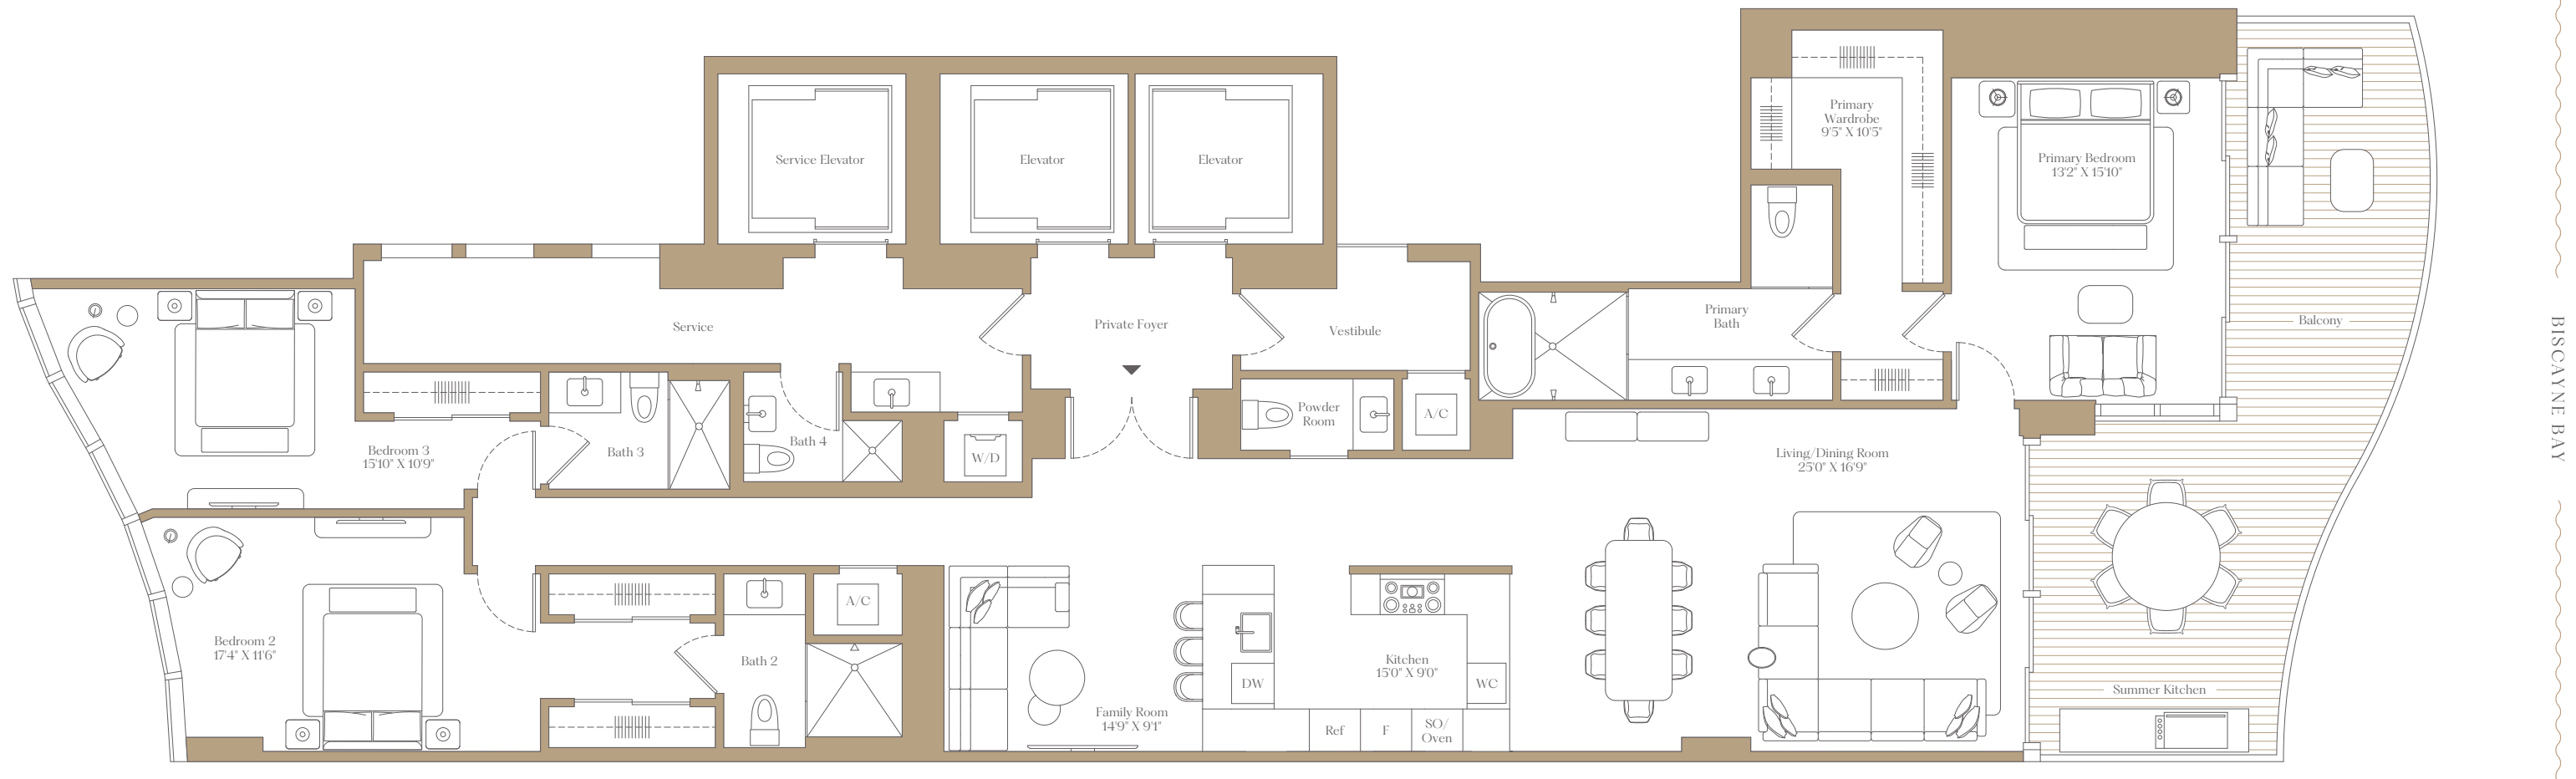 Service Elevator
Elevator
Elevator
Primary
Wardrobe
9'5" X 10'5"
Primary Bedroom
13'2" X 15'10"
Service
Private Foyer
Vestibule
Primary
Bath
Balcony
BISCAYNE BAY
Bedroom 3
15'10" X 10'9"
Bath 3
Bath 4
W/D
Powder
Room
A/C
Living/Dining Room
25'0" X 16'9"
Bedroom 2
17'4" X 11'6"
Bath 2
A/C
Family Room
14'9" X 9'1"
DW
Kitchen
15'0" X 9'0"
WC
Ref
F
SO/
Oven
Summer Kitchen